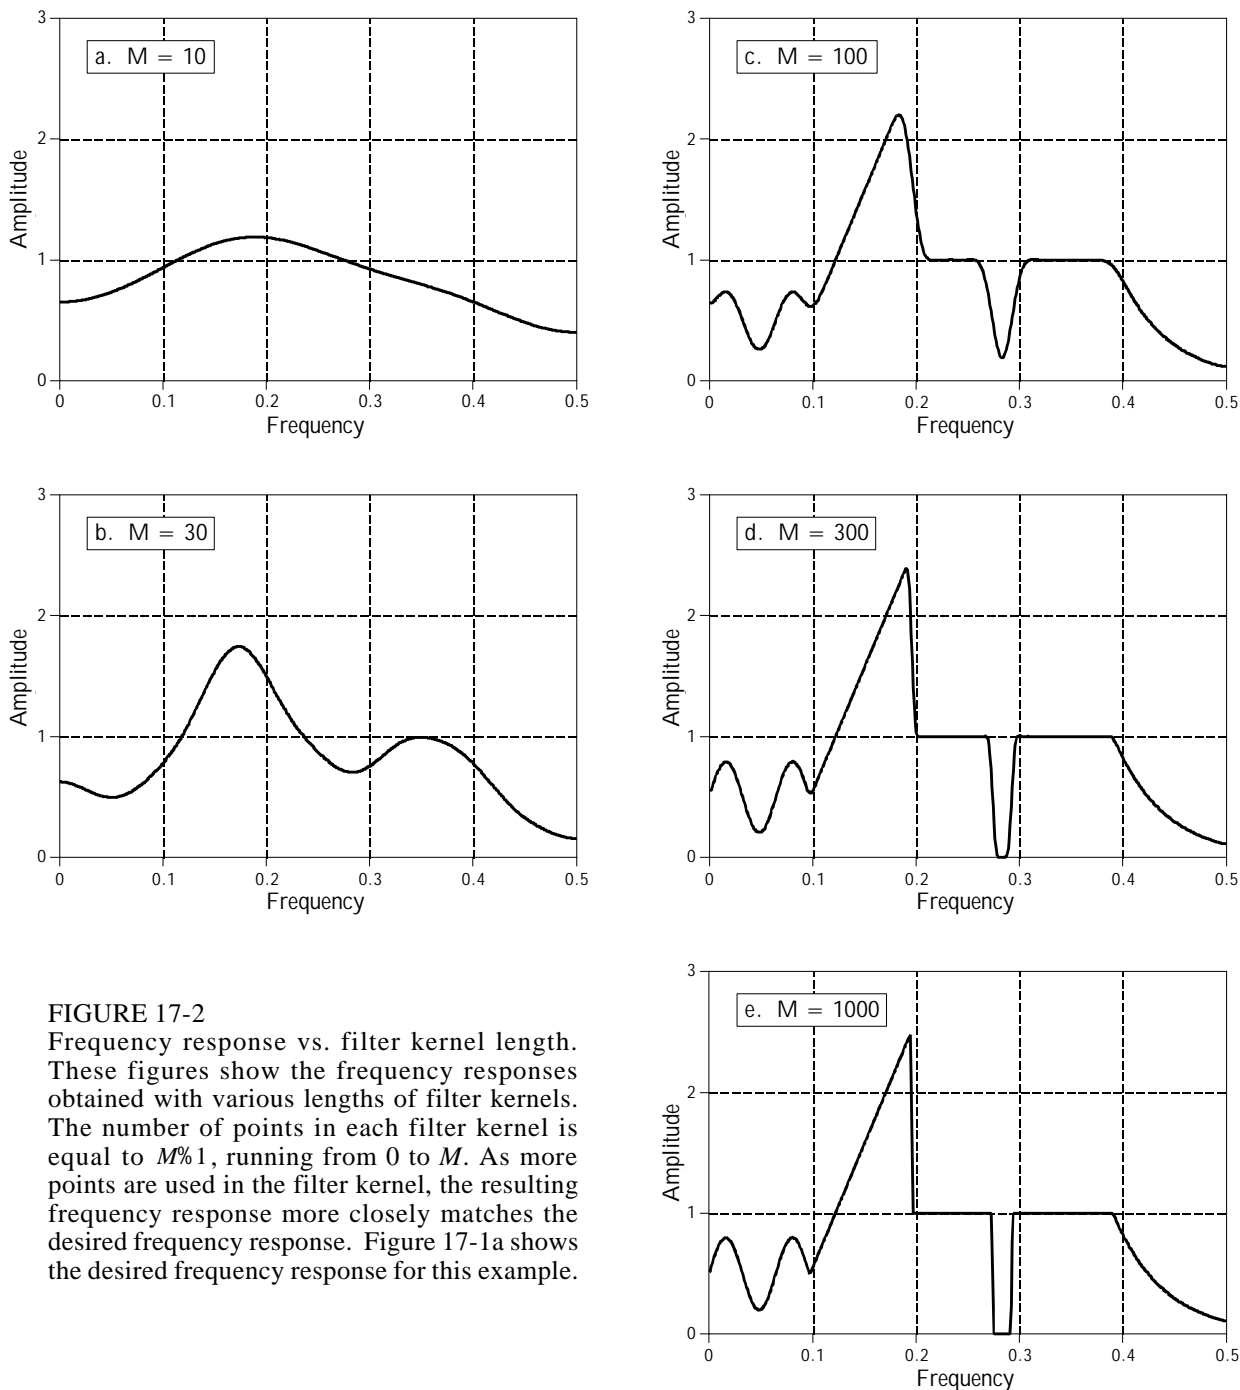 3
a. M = 10
2
Amplitude
1
0
0 0.1 0.2 0.3 0.4 0.5
Frequency
3
c. M = 100
2
Amplitude
1
0
0 0.1 0.2 0.3 0.4 0.5
Frequency
3
b. M = 30
2
Amplitude
1
0
0 0.1 0.2 0.3 0.4 0.5
Frequency
3
d. M = 300
2
Amplitude
1
0
0 0.1 0.2 0.3 0.4 0.5
Frequency
FIGURE 17-2
Frequency response vs. filter kernel length.
These figures show the frequency responses
obtained with various lengths of filter kernels.
The number of points in each filter kernel is
equal to M%1, running from 0 to M. As more
points are used in the filter kernel, the resulting
frequency response more closely matches the
desired frequency response. Figure 17-1a shows
the desired frequency response for this example.
3
e. M = 1000
2
Amplitude
1
0
0 0.1 0.2 0.3 0.4 0.5
Frequency